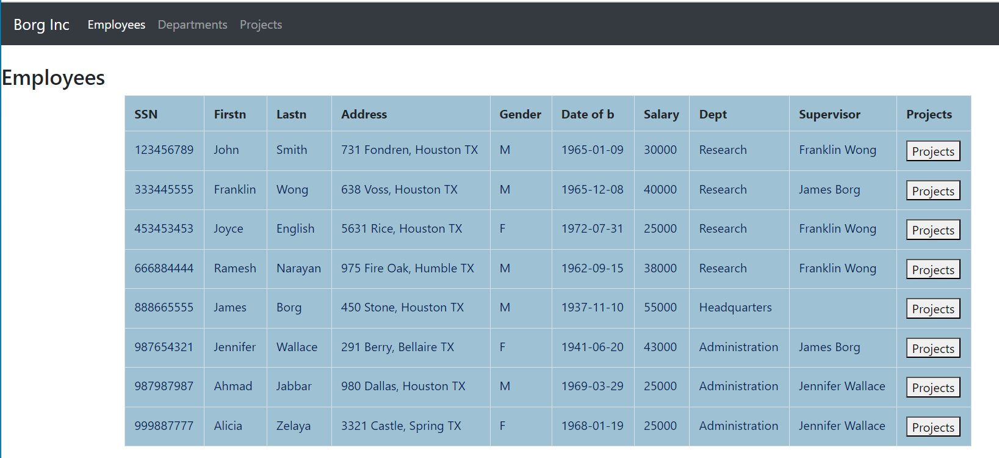 Borg Inc Employees Departments Projects
Employees
SSN Firstn Lastn Address Gender Date of b Salary Dept Supervisor Projects
123456789 John Smith 731 Fondren, Houston TX M 1965-01-09 30000 Research Franklin Wong Projects
333445555 Franklin Wong 638 Voss, Houston TX M 1965-12-08 40000 Research James Borg Projects
453453453 Joyce English 5631 Rice, Houston TX F 1972-07-31 25000 Research Franklin Wong Projects
666884444 Ramesh Narayan 975 Fire Oak, Humble TX M 1962-09-15 38000 Research Franklin Wong Projects
888665555 James Borg 450 Stone, Houston TX M 1937-11-10 55000 Headquarters Projects
987654321 Jennifer Wallace 291 Berry, Bellaire TX F 1941-06-20 43000 Administration James Borg Projects
987987987 Ahmad Jabbar 980 Dallas, Houston TX M 1969-03-29 25000 Administration Jennifer Wallace Projects
999887777 Alicia Zelaya 3321 Castle, Spring TX F 1968-01-19 25000 Administration Jennifer Wallace Projects